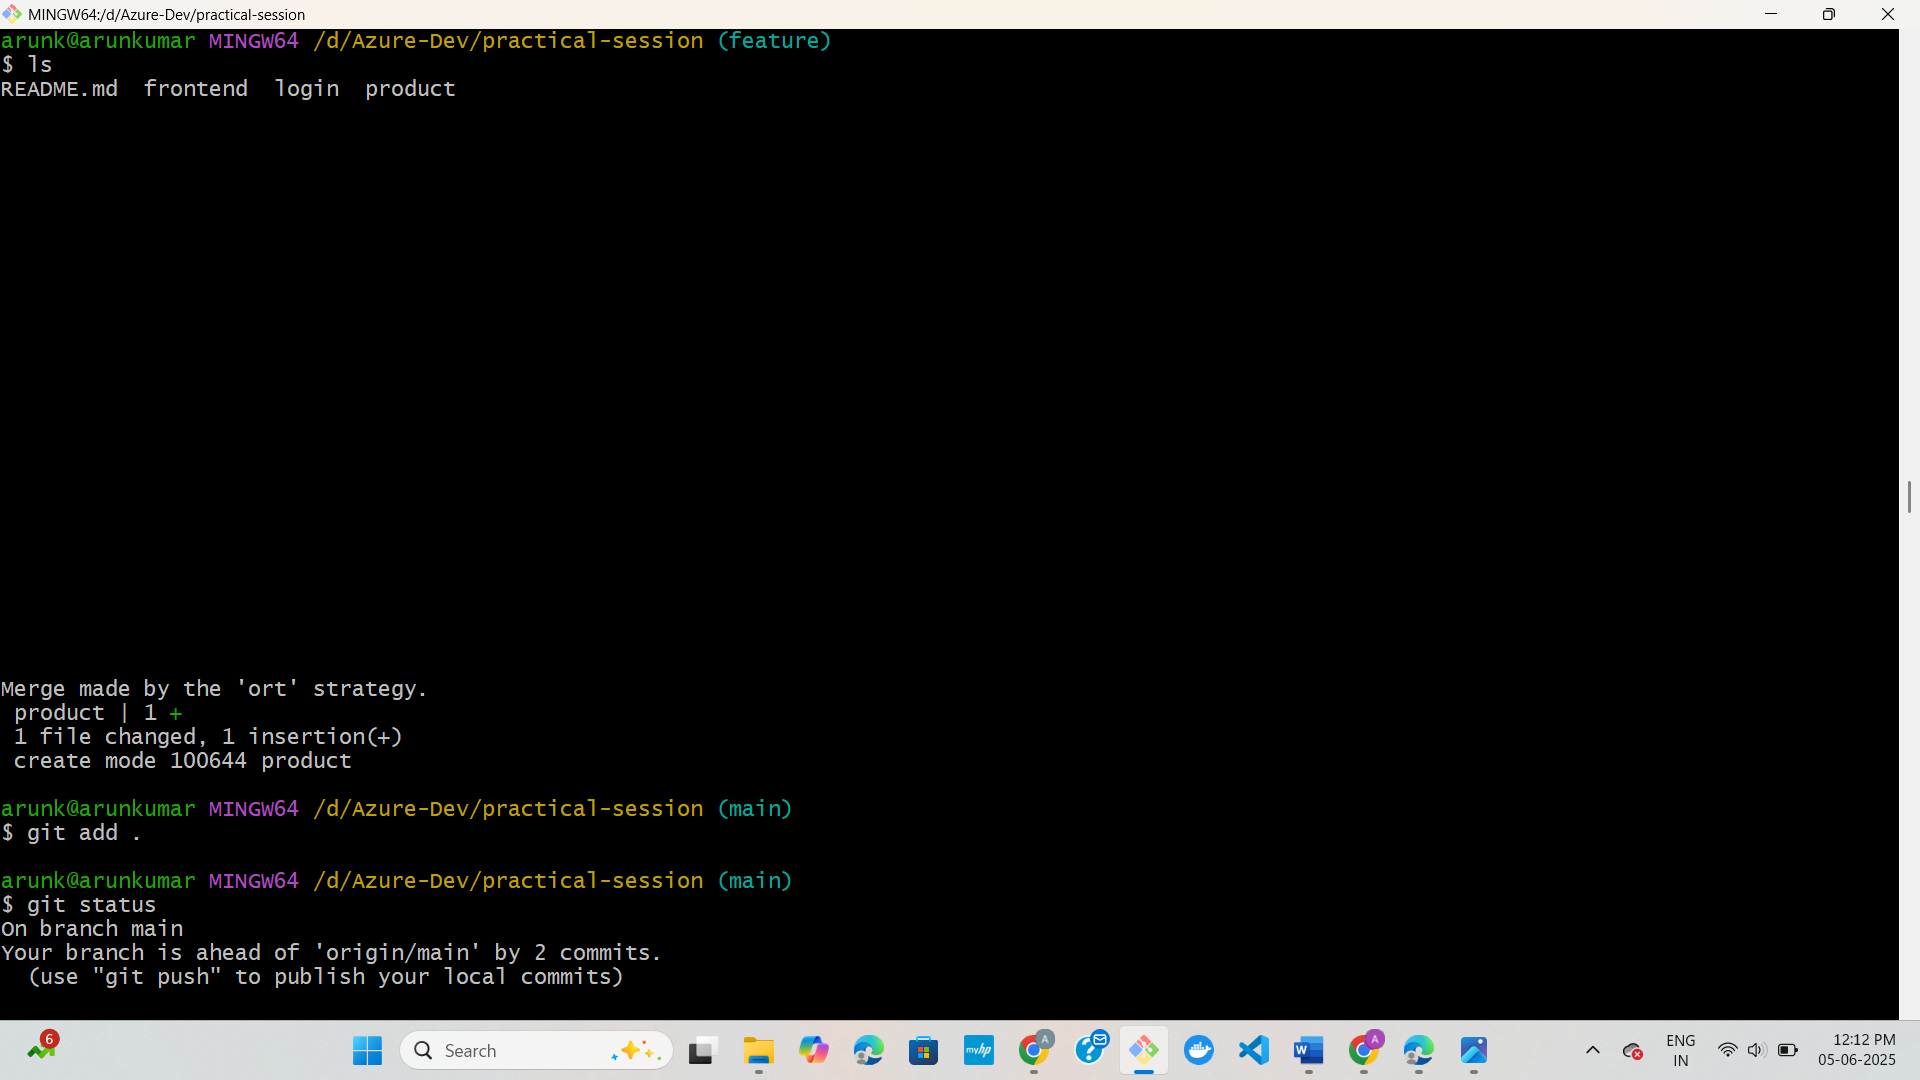 MINGW64:/d/Azure-Dev/practical-session
arunk@arunkumar MINGW64 /d/Azure-Dev/practical-session (feature)
$ ls
README.md  frontend  login  product
Merge made by the 'ort' strategy.
 product | 1 +
 1 file changed, 1 insertion(+)
 create mode 100644 product
arunk@arunkumar MINGW64 /d/Azure-Dev/practical-session (main)
$ git add .
arunk@arunkumar MINGW64 /d/Azure-Dev/practical-session (main)
$ git status
On branch main
Your branch is ahead of 'origin/main' by 2 commits.
  (use "git push" to publish your local commits)
6
Search
myhp
A
?
W
A
ENG
IN
12:12 PM
05-06-2025